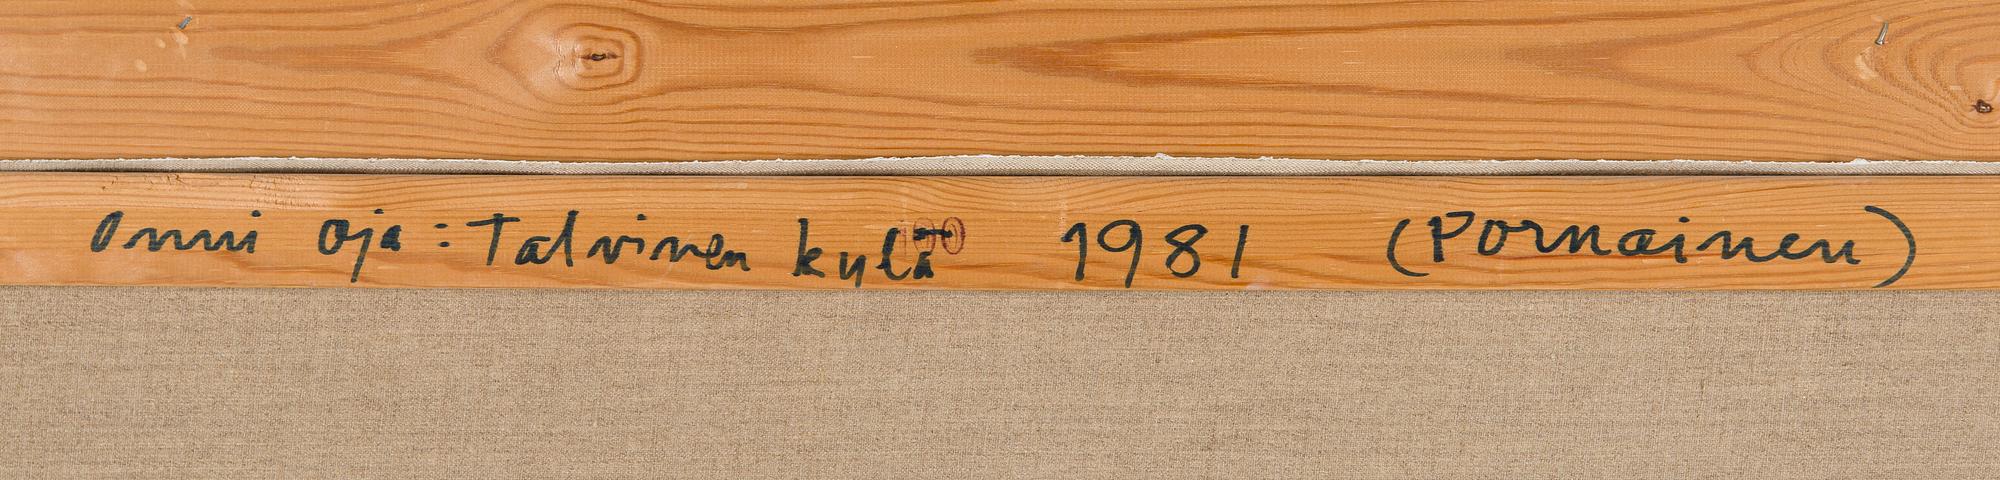 Onni Oja: Talvinen kylä 1981 (Pornainen)